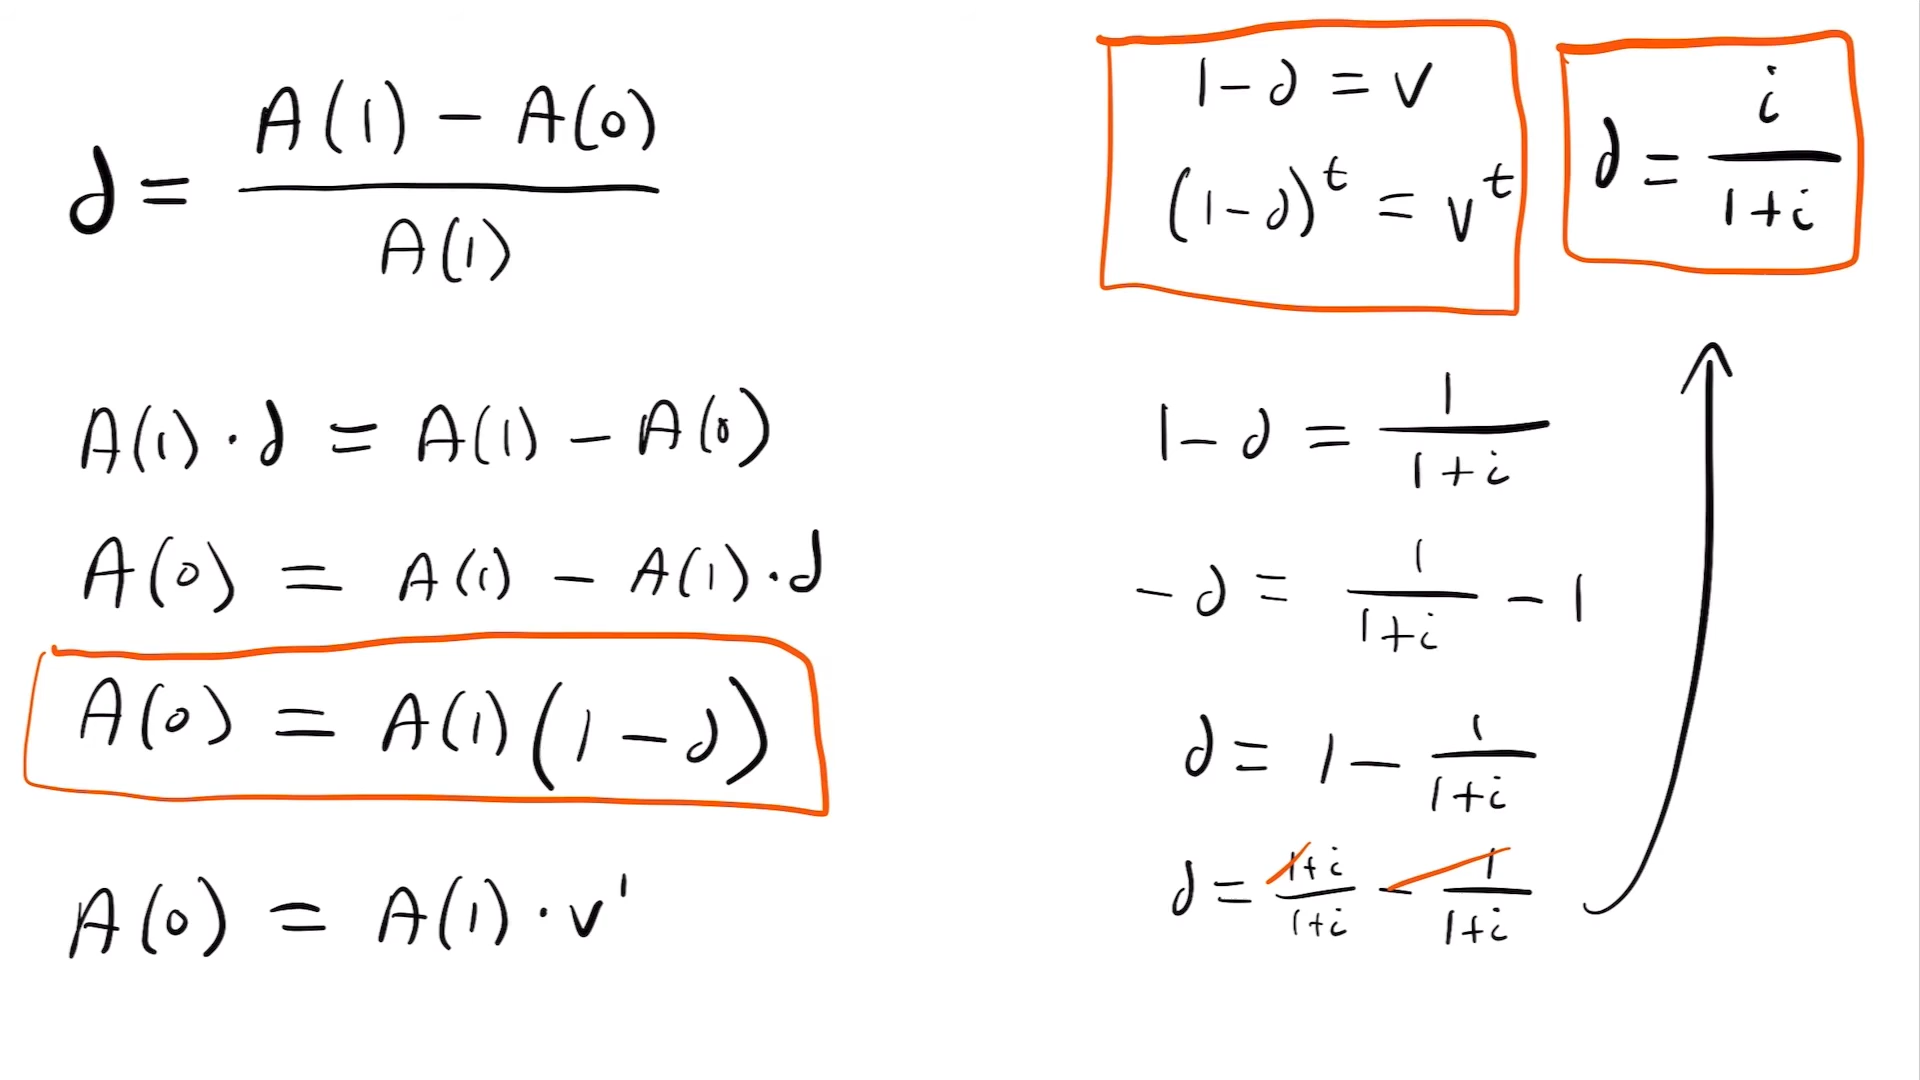 d = (A(1) - A(0)) / A(1)
A(1) · d = A(1) - A(0)
A(0) = A(1) - A(1) · d
A(0) = A(1)(1 - d)
A(0) = A(1) · v¹
1 - d = v
(1 - d)^t = v^t
d = i / (1+i)
1 - d = 1 / (1+i)
- d = 1 / (1+i) - 1
d = 1 - 1 / (1+i)
d = (1+i) / (1+i) - 1 / (1+i)